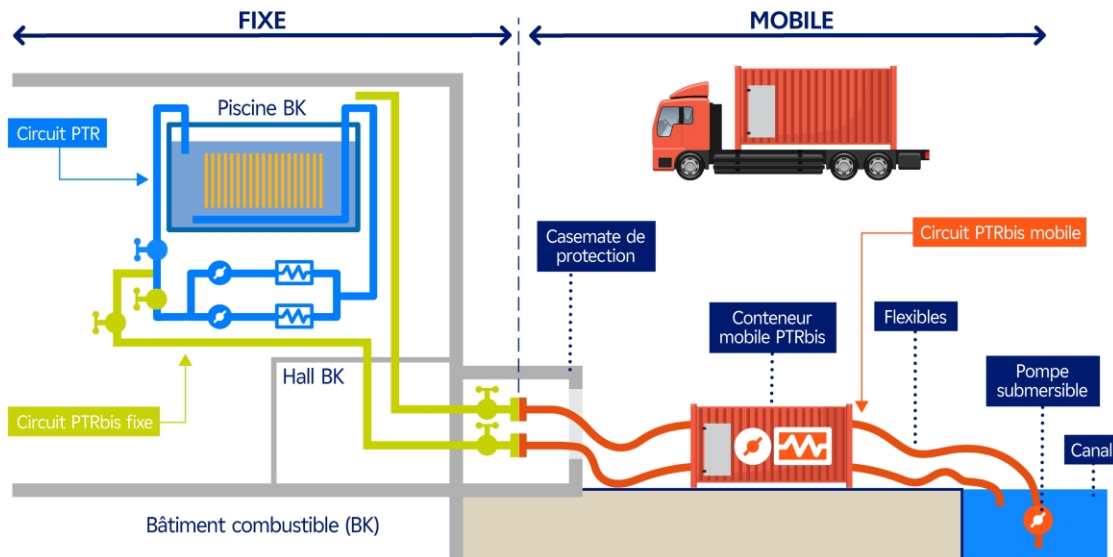 FIXE
MOBILE
Piscine BK
Circuit PTR
Casemate de
protection
Circuit PTRbis mobile
Conteneur
mobile PTRbis
Flexibles
Pompe
submersible
Hall BK
Circuit PTRbis fixe
Canal
Bâtiment combustible (BK)